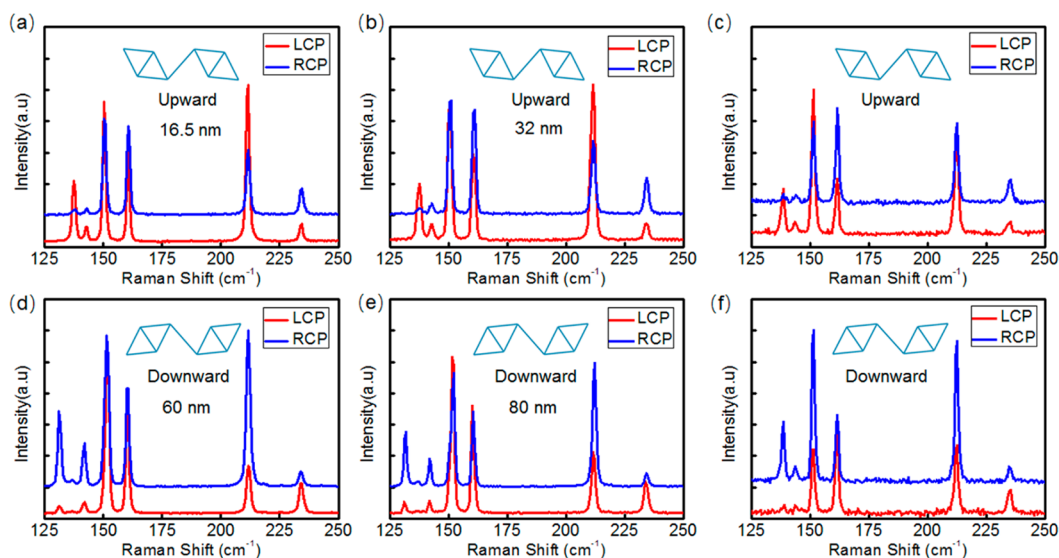 (a)
LCP
RCP
Upward
16.5 nm
Intensity(a.u)
125 150 175 200 225 250
Raman Shift (cm⁻¹)
(b)
LCP
RCP
Upward
32 nm
Intensity(a.u)
125 150 175 200 225 250
Raman Shift (cm⁻¹)
(c)
LCP
RCP
Upward
Intensity(a.u)
125 150 175 200 225 250
Raman Shift (cm⁻¹)
(d)
LCP
RCP
Downward
60 nm
Intensity(a.u)
125 150 175 200 225 250
Raman Shift (cm⁻¹)
(e)
LCP
RCP
Downward
80 nm
Intensity(a.u)
125 150 175 200 225 250
Raman Shift (cm⁻¹)
(f)
LCP
RCP
Downward
Intensity(a.u)
125 150 175 200 225 250
Raman Shift (cm⁻¹)